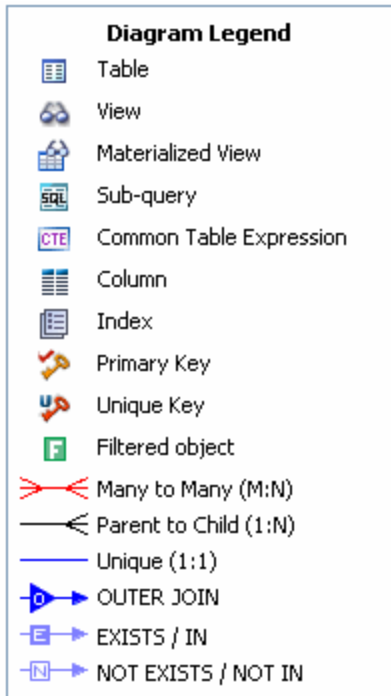 Diagram Legend
Table
View
Materialized View
SQL Sub-query
CTE Common Table Expression
Column
Index
Primary Key
U Unique Key
F Filtered object
Many to Many (M:N)
Parent to Child (1:N)
Unique (1:1)
O OUTER JOIN
E EXISTS / IN
N NOT EXISTS / NOT IN